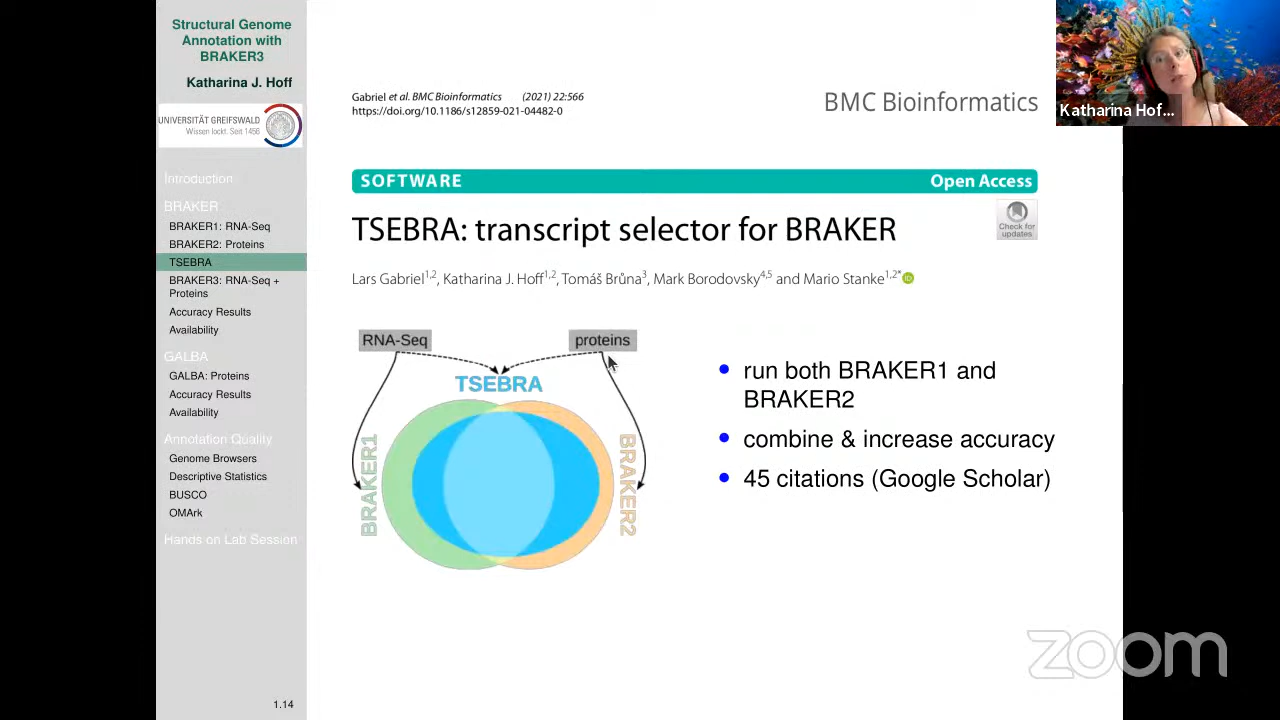 Structural Genome
Annotation with
BRAKER3
Katharina J. Hoff
UNIVERSITÄT GREIFSWALD
Wissen lockt. Seit 1456
Introduction
BRAKER
BRAKER1: RNA-Seq
BRAKER2: Proteins
TSEBRA
BRAKER3: RNA-Seq +
Proteins
Accuracy Results
Availability
GALBA
GALBA: Proteins
Accuracy Results
Availability
Annotation Quality
Genome Browsers
Descriptive Statistics
BUSCO
OMArk
Hands on Lab Session
1.14
Gabriel et al. BMC Bioinformatics (2021) 22:566
https://doi.org/10.1186/s12859-021-04482-0
BMC Bioinformatics
SOFTWARE Open Access
TSEBRA: transcript selector for BRAKER
Check for
updates
Lars Gabriel1,2, Katharina J. Hoff1,2, Tomáš Brůna3, Mark Borodovsky4,5 and Mario Stanke1,2*
RNA-Seq proteins
TSEBRA
BRAKER1
BRAKER2
• run both BRAKER1 and
BRAKER2
• combine & increase accuracy
• 45 citations (Google Scholar)
Katharina Hof...
zoom